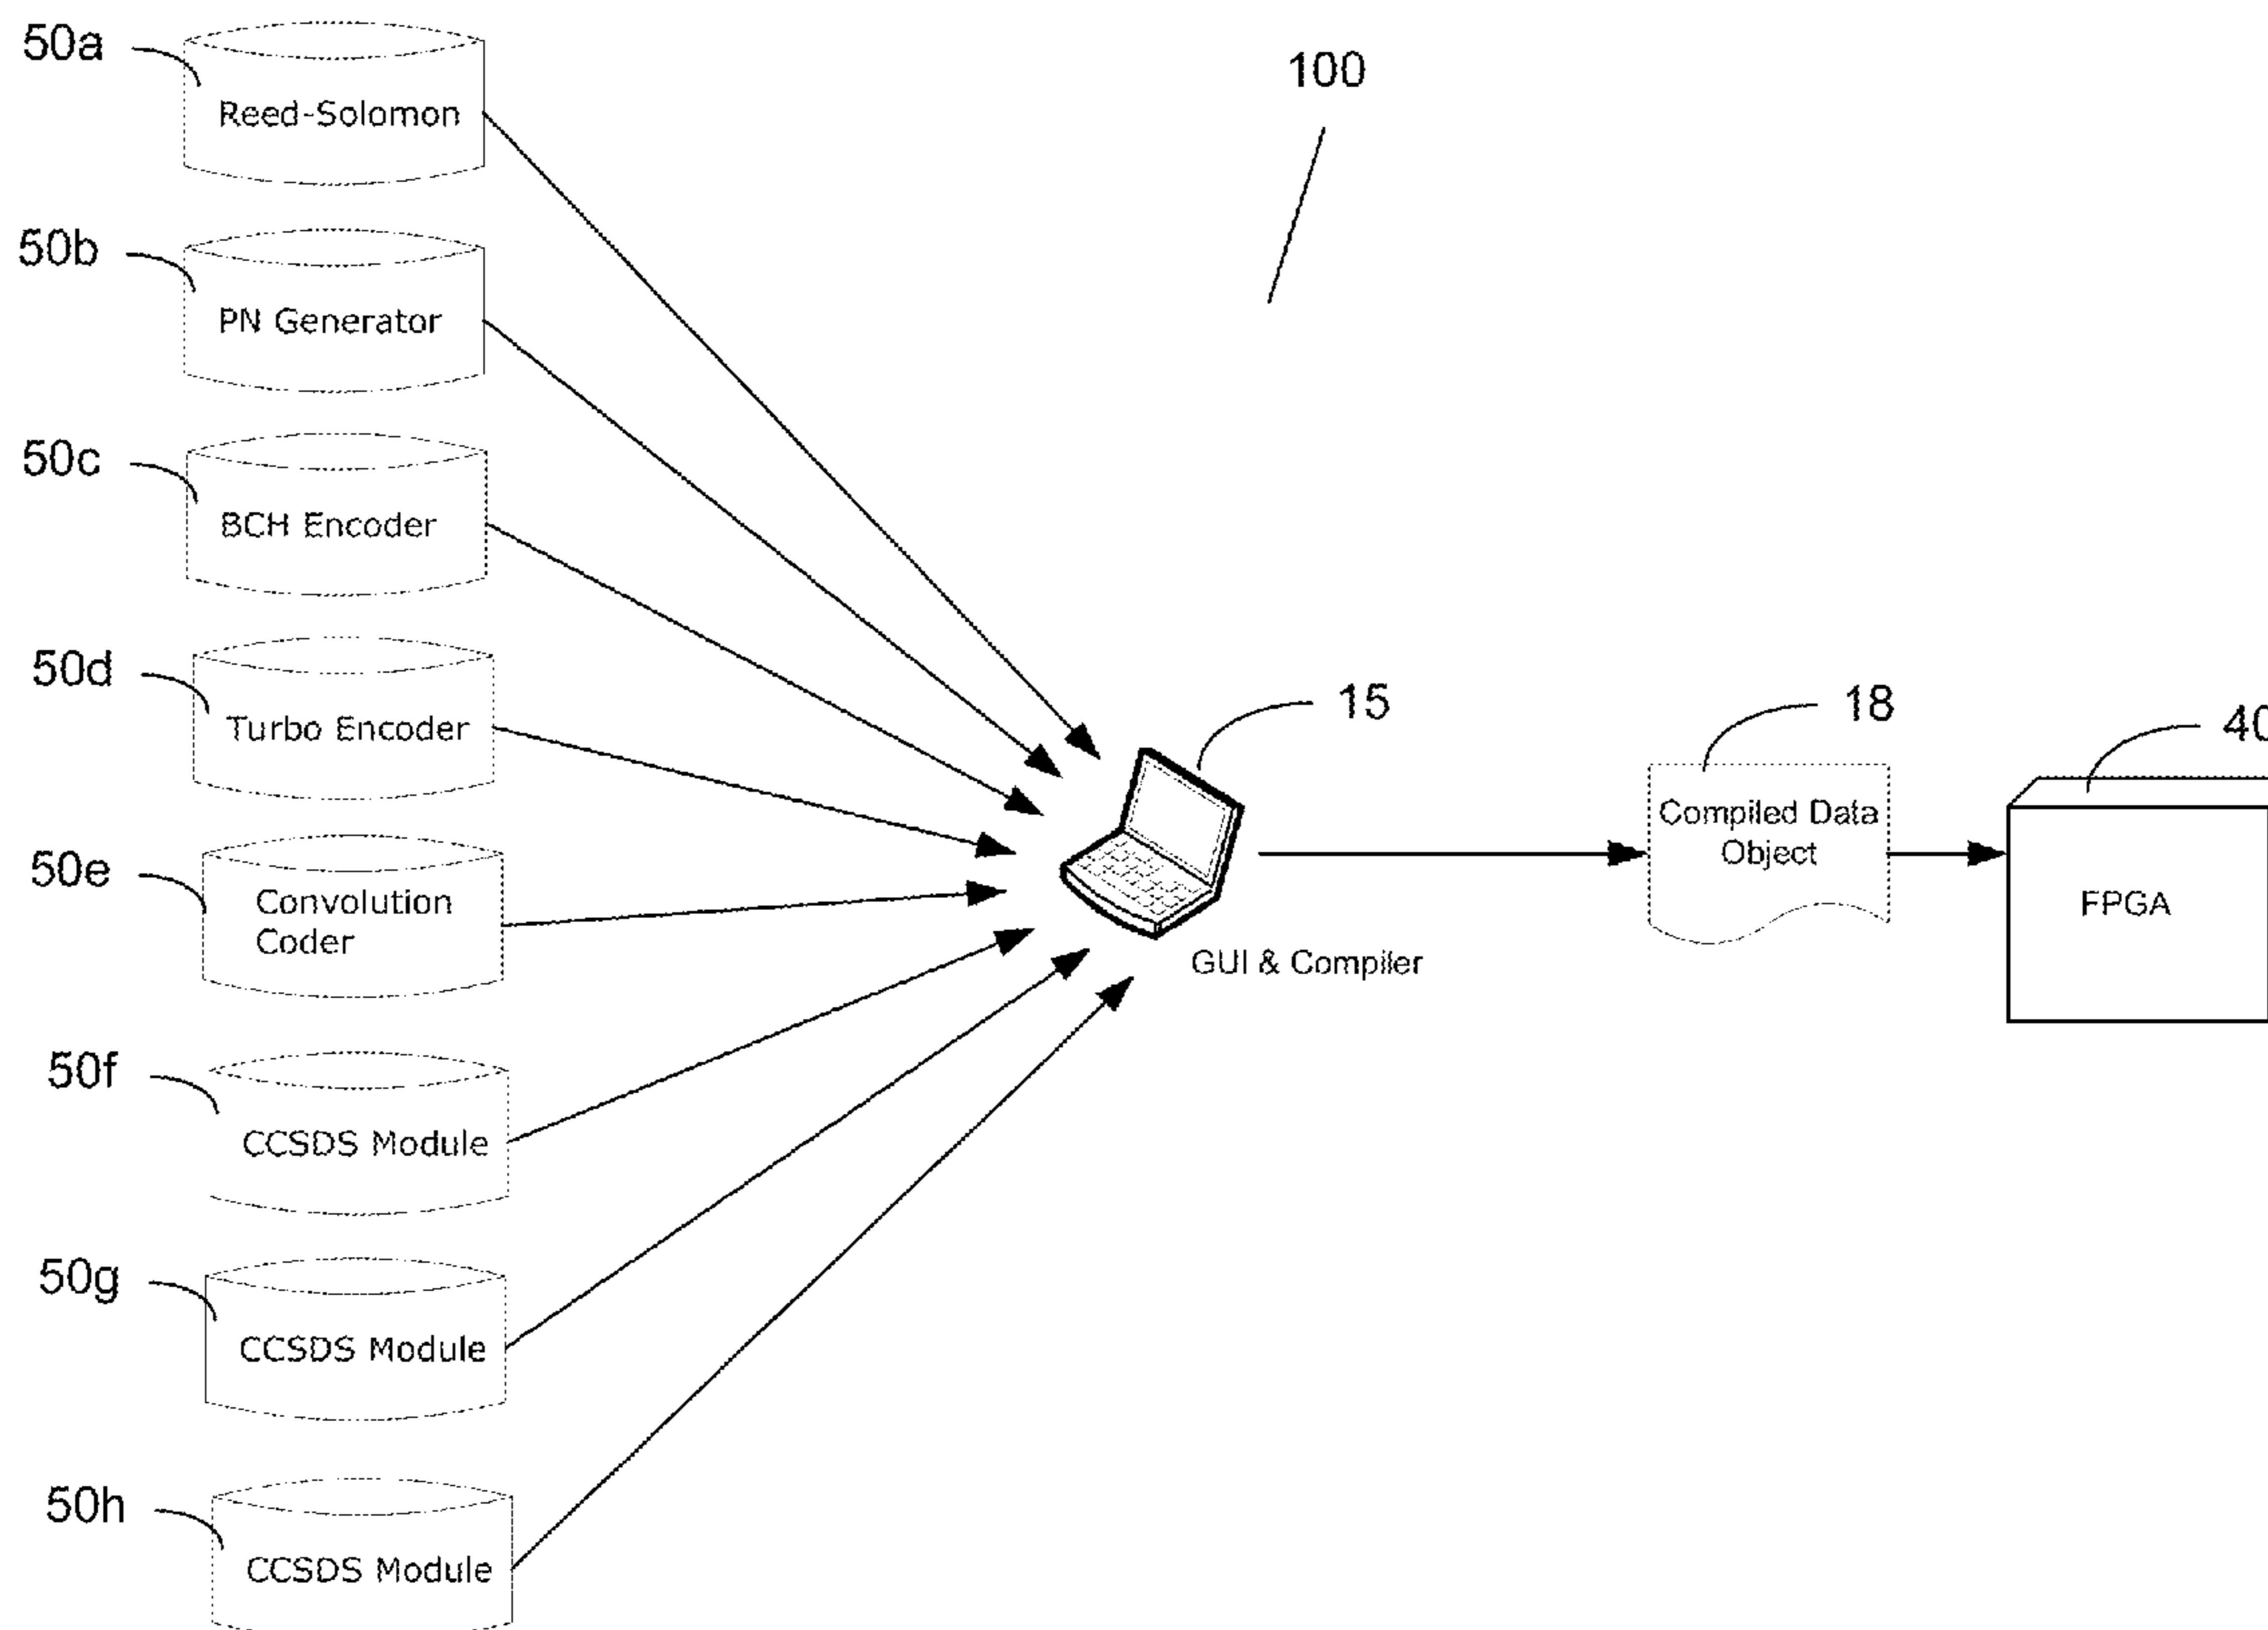 50a
Reed-Solomon
100
50b
PN Generator
50c
BCH Encoder
50d
Turbo Encoder
15
18
40
Compiled Data
Object
50e
Convolution
Coder
FPGA
GUI & Compiler
50f
CCSDS Module
50g
CCSDS Module
50h
CCSDS Module